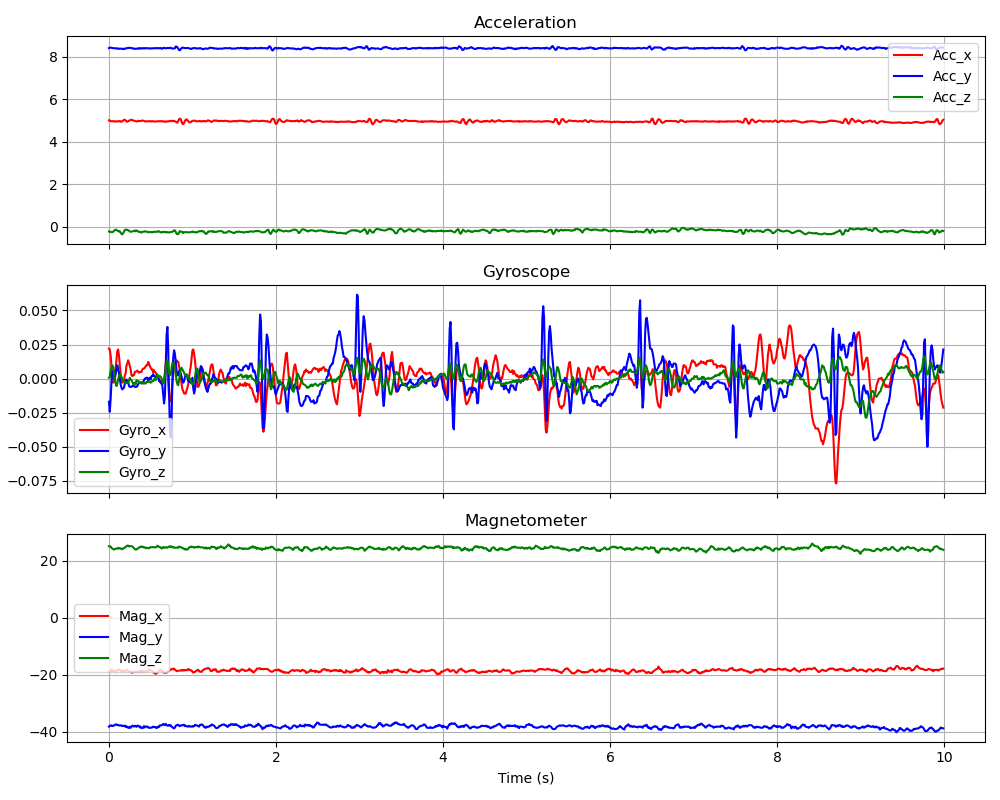 Acceleration
8
6
4
2
0
Acc_x
Acc_y
Acc_z
Gyroscope
0.050
0.025
0.000
−0.025
−0.050
−0.075
Gyro_x
Gyro_y
Gyro_z
Magnetometer
20
0
−20
−40
Mag_x
Mag_y
Mag_z
0 2 4 6 8 10
Time (s)